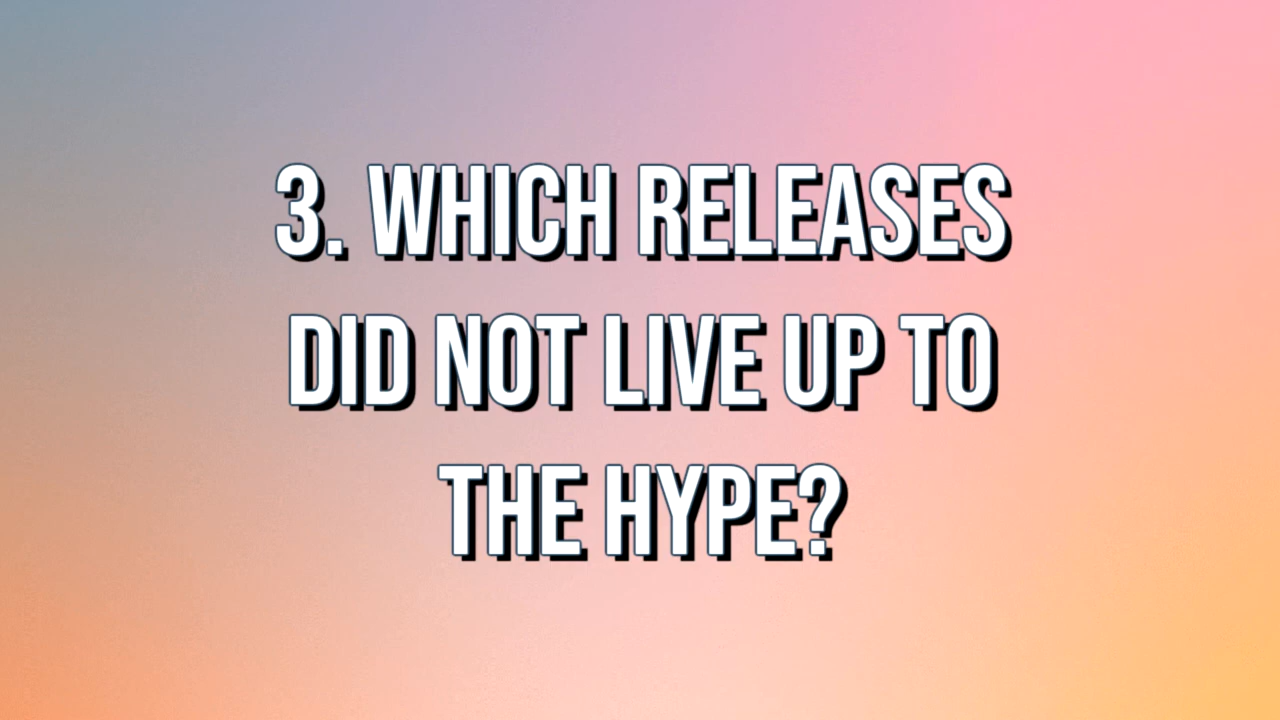 3. WHICH RELEASES
DID NOT LIVE UP TO
THE HYPE?